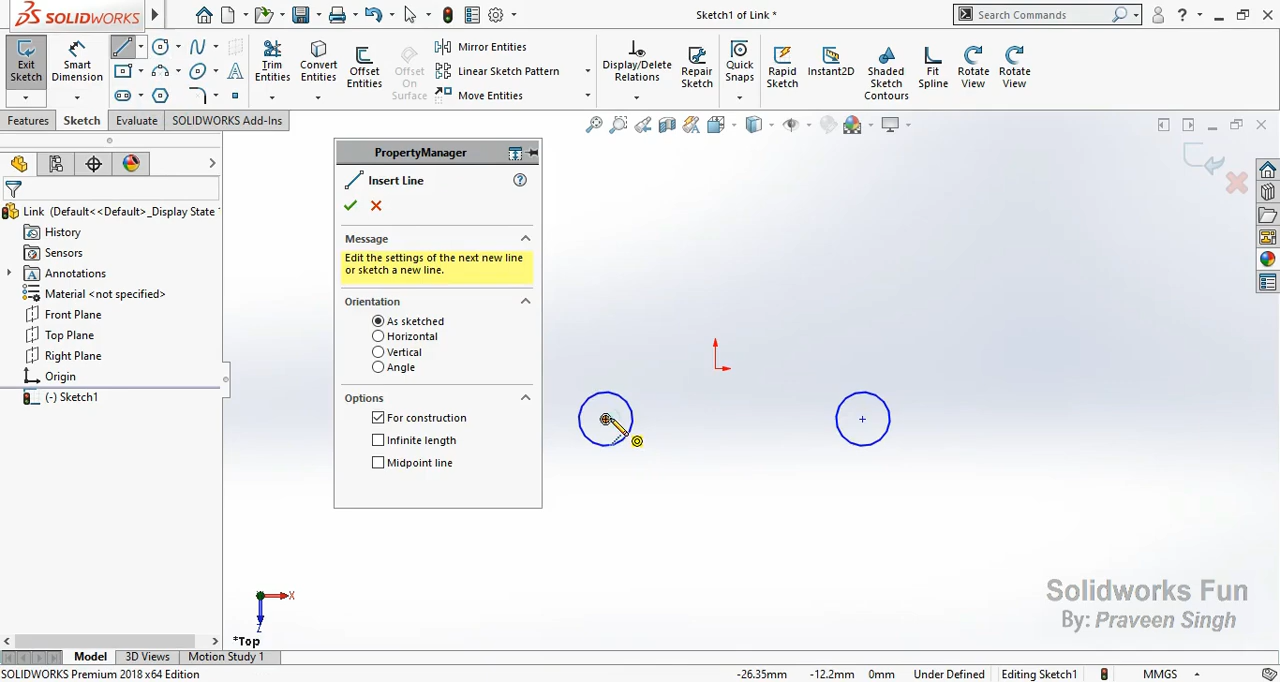 SOLIDWORKS
Sketch1 of Link *
Search Commands
Exit Sketch
Smart Dimension
Trim Entities
Convert Entities
Offset Entities
Offset On Surface
Mirror Entities
Linear Sketch Pattern
Move Entities
Display/Delete Relations
Repair Sketch
Quick Snaps
Rapid Sketch
Instant2D
Shaded Sketch Contours
Fit Spline
Rotate View
Rotate View
Features
Sketch
Evaluate
SOLIDWORKS Add-Ins
PropertyManager
Insert Line
Message
Edit the settings of the next new line
or sketch a new line.
Orientation
As sketched
Horizontal
Vertical
Angle
Options
For construction
Infinite length
Midpoint line
Link (Default<<Default>_Display State
History
Sensors
Annotations
Material <not specified>
Front Plane
Top Plane
Right Plane
Origin
(-) Sketch1
X
Z
*Top
Solidworks Fun
By: Praveen Singh
Model
3D Views
Motion Study 1
SOLIDWORKS Premium 2018 x64 Edition
-26.35mm
-12.2mm
0mm
Under Defined
Editing Sketch1
MMGS